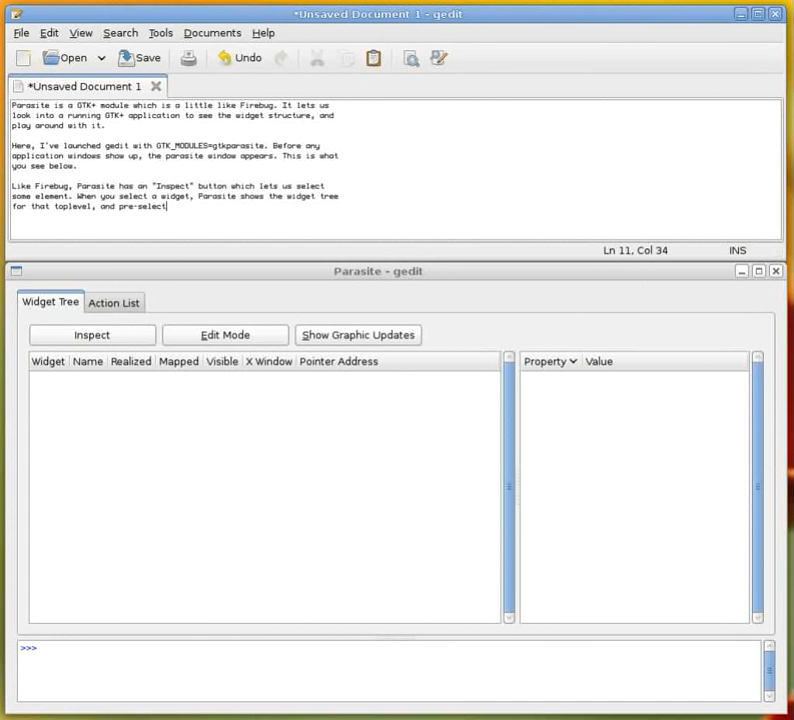 *Unsaved Document 1 - gedit
File Edit View Search Tools Documents Help
Open Save Undo
*Unsaved Document 1
Parasite is a GTK+ module which is a little like Firebug. It lets us
look into a running GTK+ application to see the widget structure, and
play around with it.
Here, I've launched gedit with GTK_MODULES=gtkparasite. Before any
application windows show up, the parasite window appears. This is what
you see below.
Like Firebug, Parasite has an "Inspect" button which lets us select
some element. When you select a widget, Parasite shows the widget tree
for that toplevel, and pre-select
Ln 11, Col 34 INS
Parasite - gedit
Widget Tree Action List
Inspect Edit Mode Show Graphic Updates
Widget Name Realized Mapped Visible X Window Pointer Address Property Value
>>>